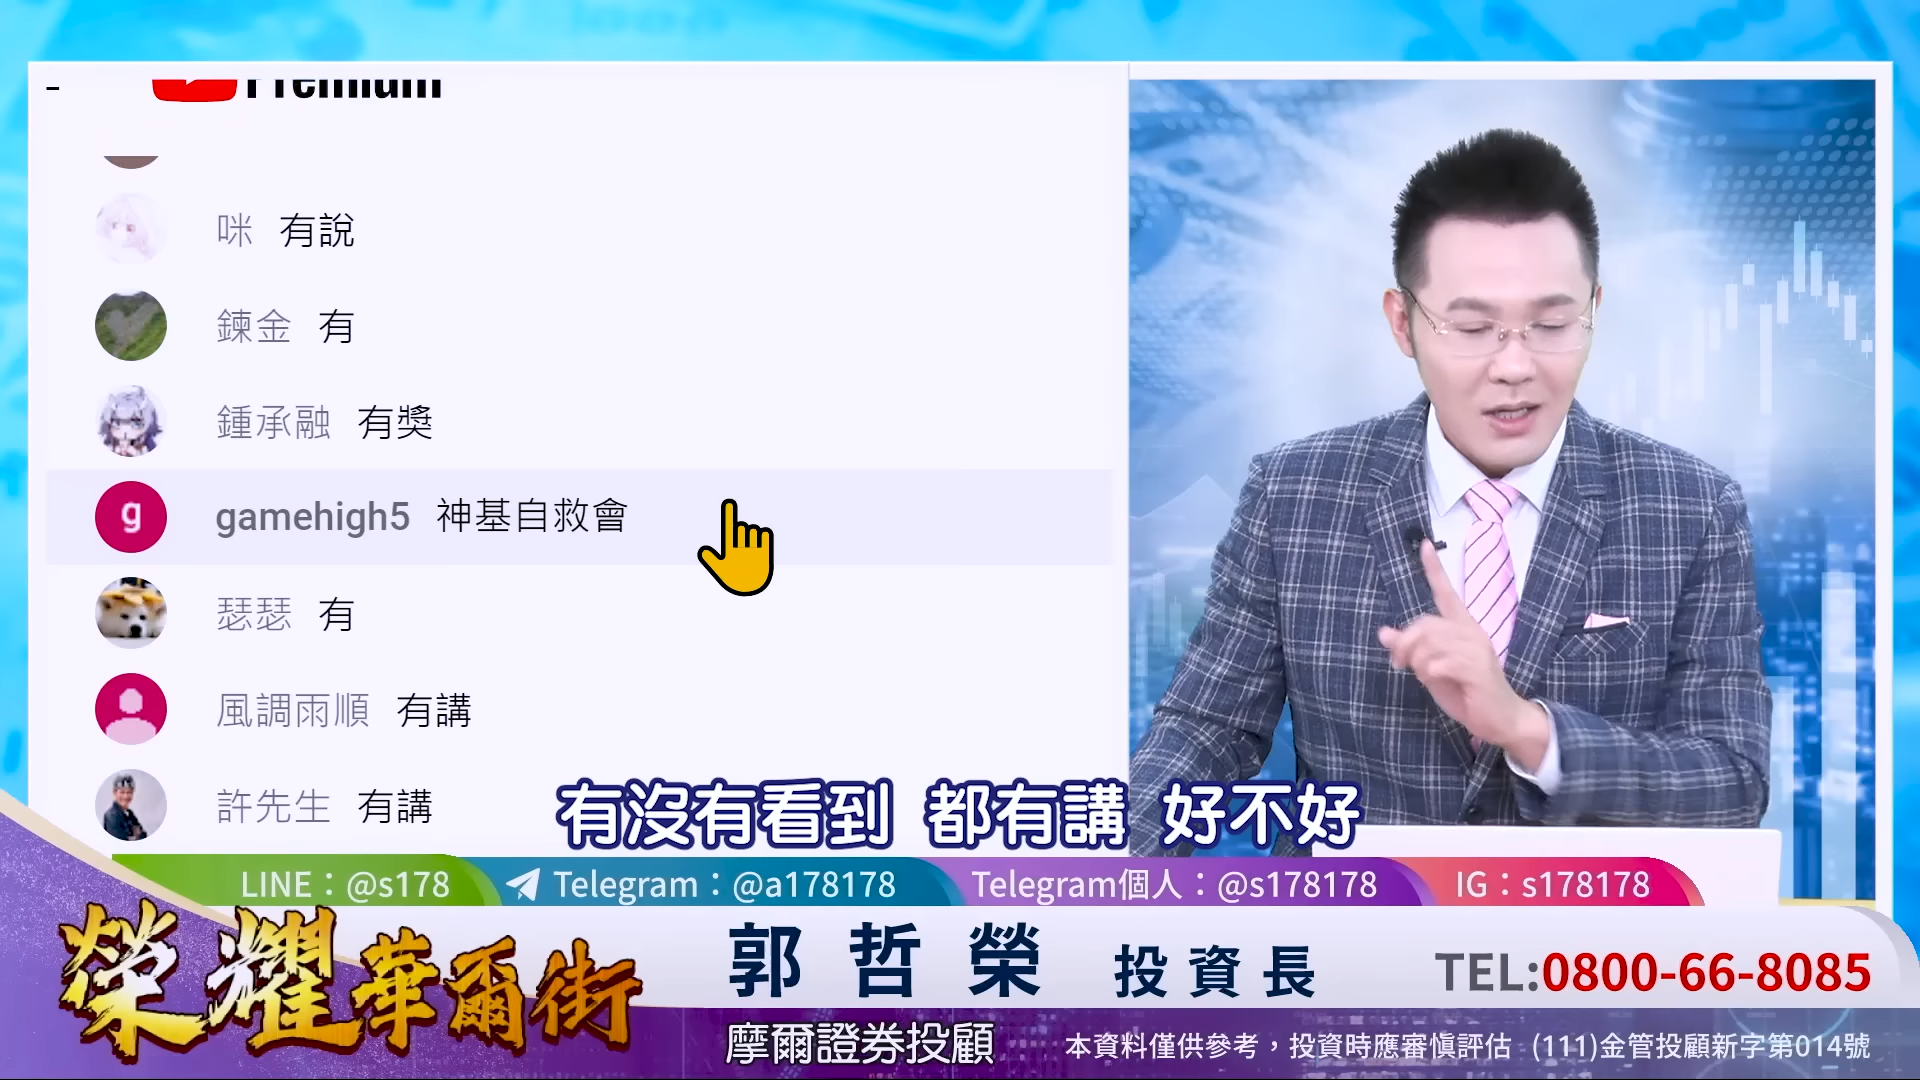 Premium
咪 有說
鍊金 有
鍾承融 有獎
g gamehigh5 神基自救會
瑟瑟 有
風調雨順 有講
許先生 有講
有沒有看到 都有講 好不好
LINE：@s178 Telegram：@a178178 Telegram個人：@s178178 IG：s178178
榮耀華爾街
郭哲榮 投資長 TEL:0800-66-8085
摩爾證券投顧 本資料僅供參考，投資時應審慎評估 (111)金管投顧新字第014號